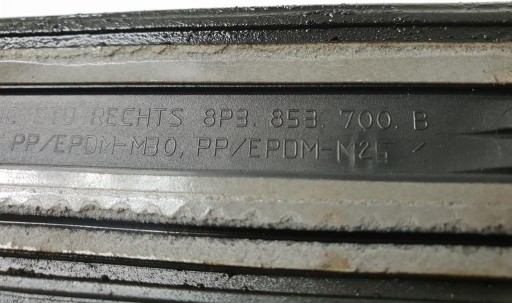 STD RECHTS 8P3. 853. 700. B
PP/EPDM-M30, PP/EPDM-M25